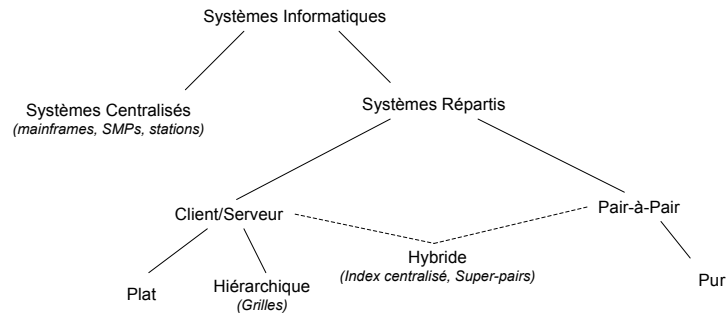 Systèmes Informatiques
Systèmes Centralisés
(mainframes, SMPs, stations)
Systèmes Répartis
Client/Serveur
Pair-à-Pair
Hybride
(Index centralisé, Super-pairs)
Plat
Hiérarchique
(Grilles)
Pur